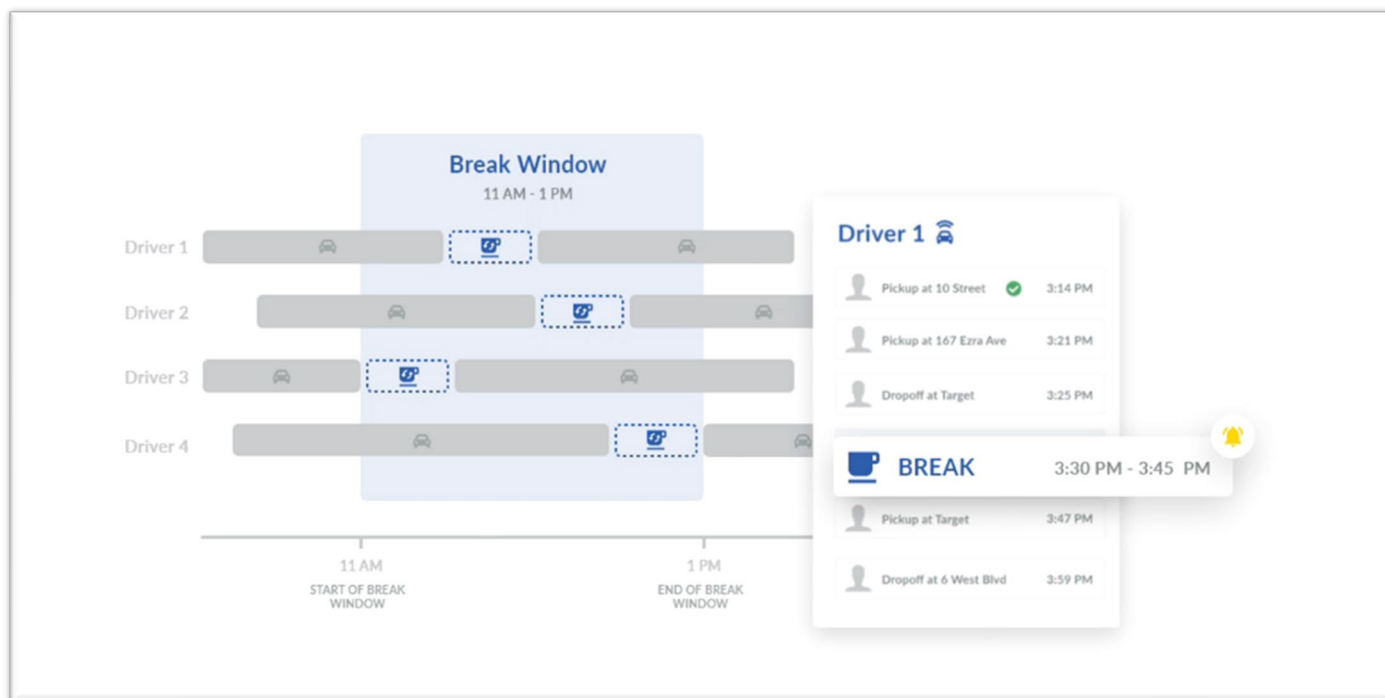 Break Window
11 AM - 1 PM
Driver 1
Driver 2
Driver 3
Driver 4
11 AM
START OF BREAK
WINDOW
1 PM
END OF BREAK
WINDOW
Driver 1
Pickup at 10 Street 3:14 PM
Pickup at 167 Ezra Ave 3:21 PM
Dropoff at Target 3:25 PM
BREAK 3:30 PM - 3:45 PM
Pickup at Target 3:47 PM
Dropoff at 6 West Blvd 3:59 PM